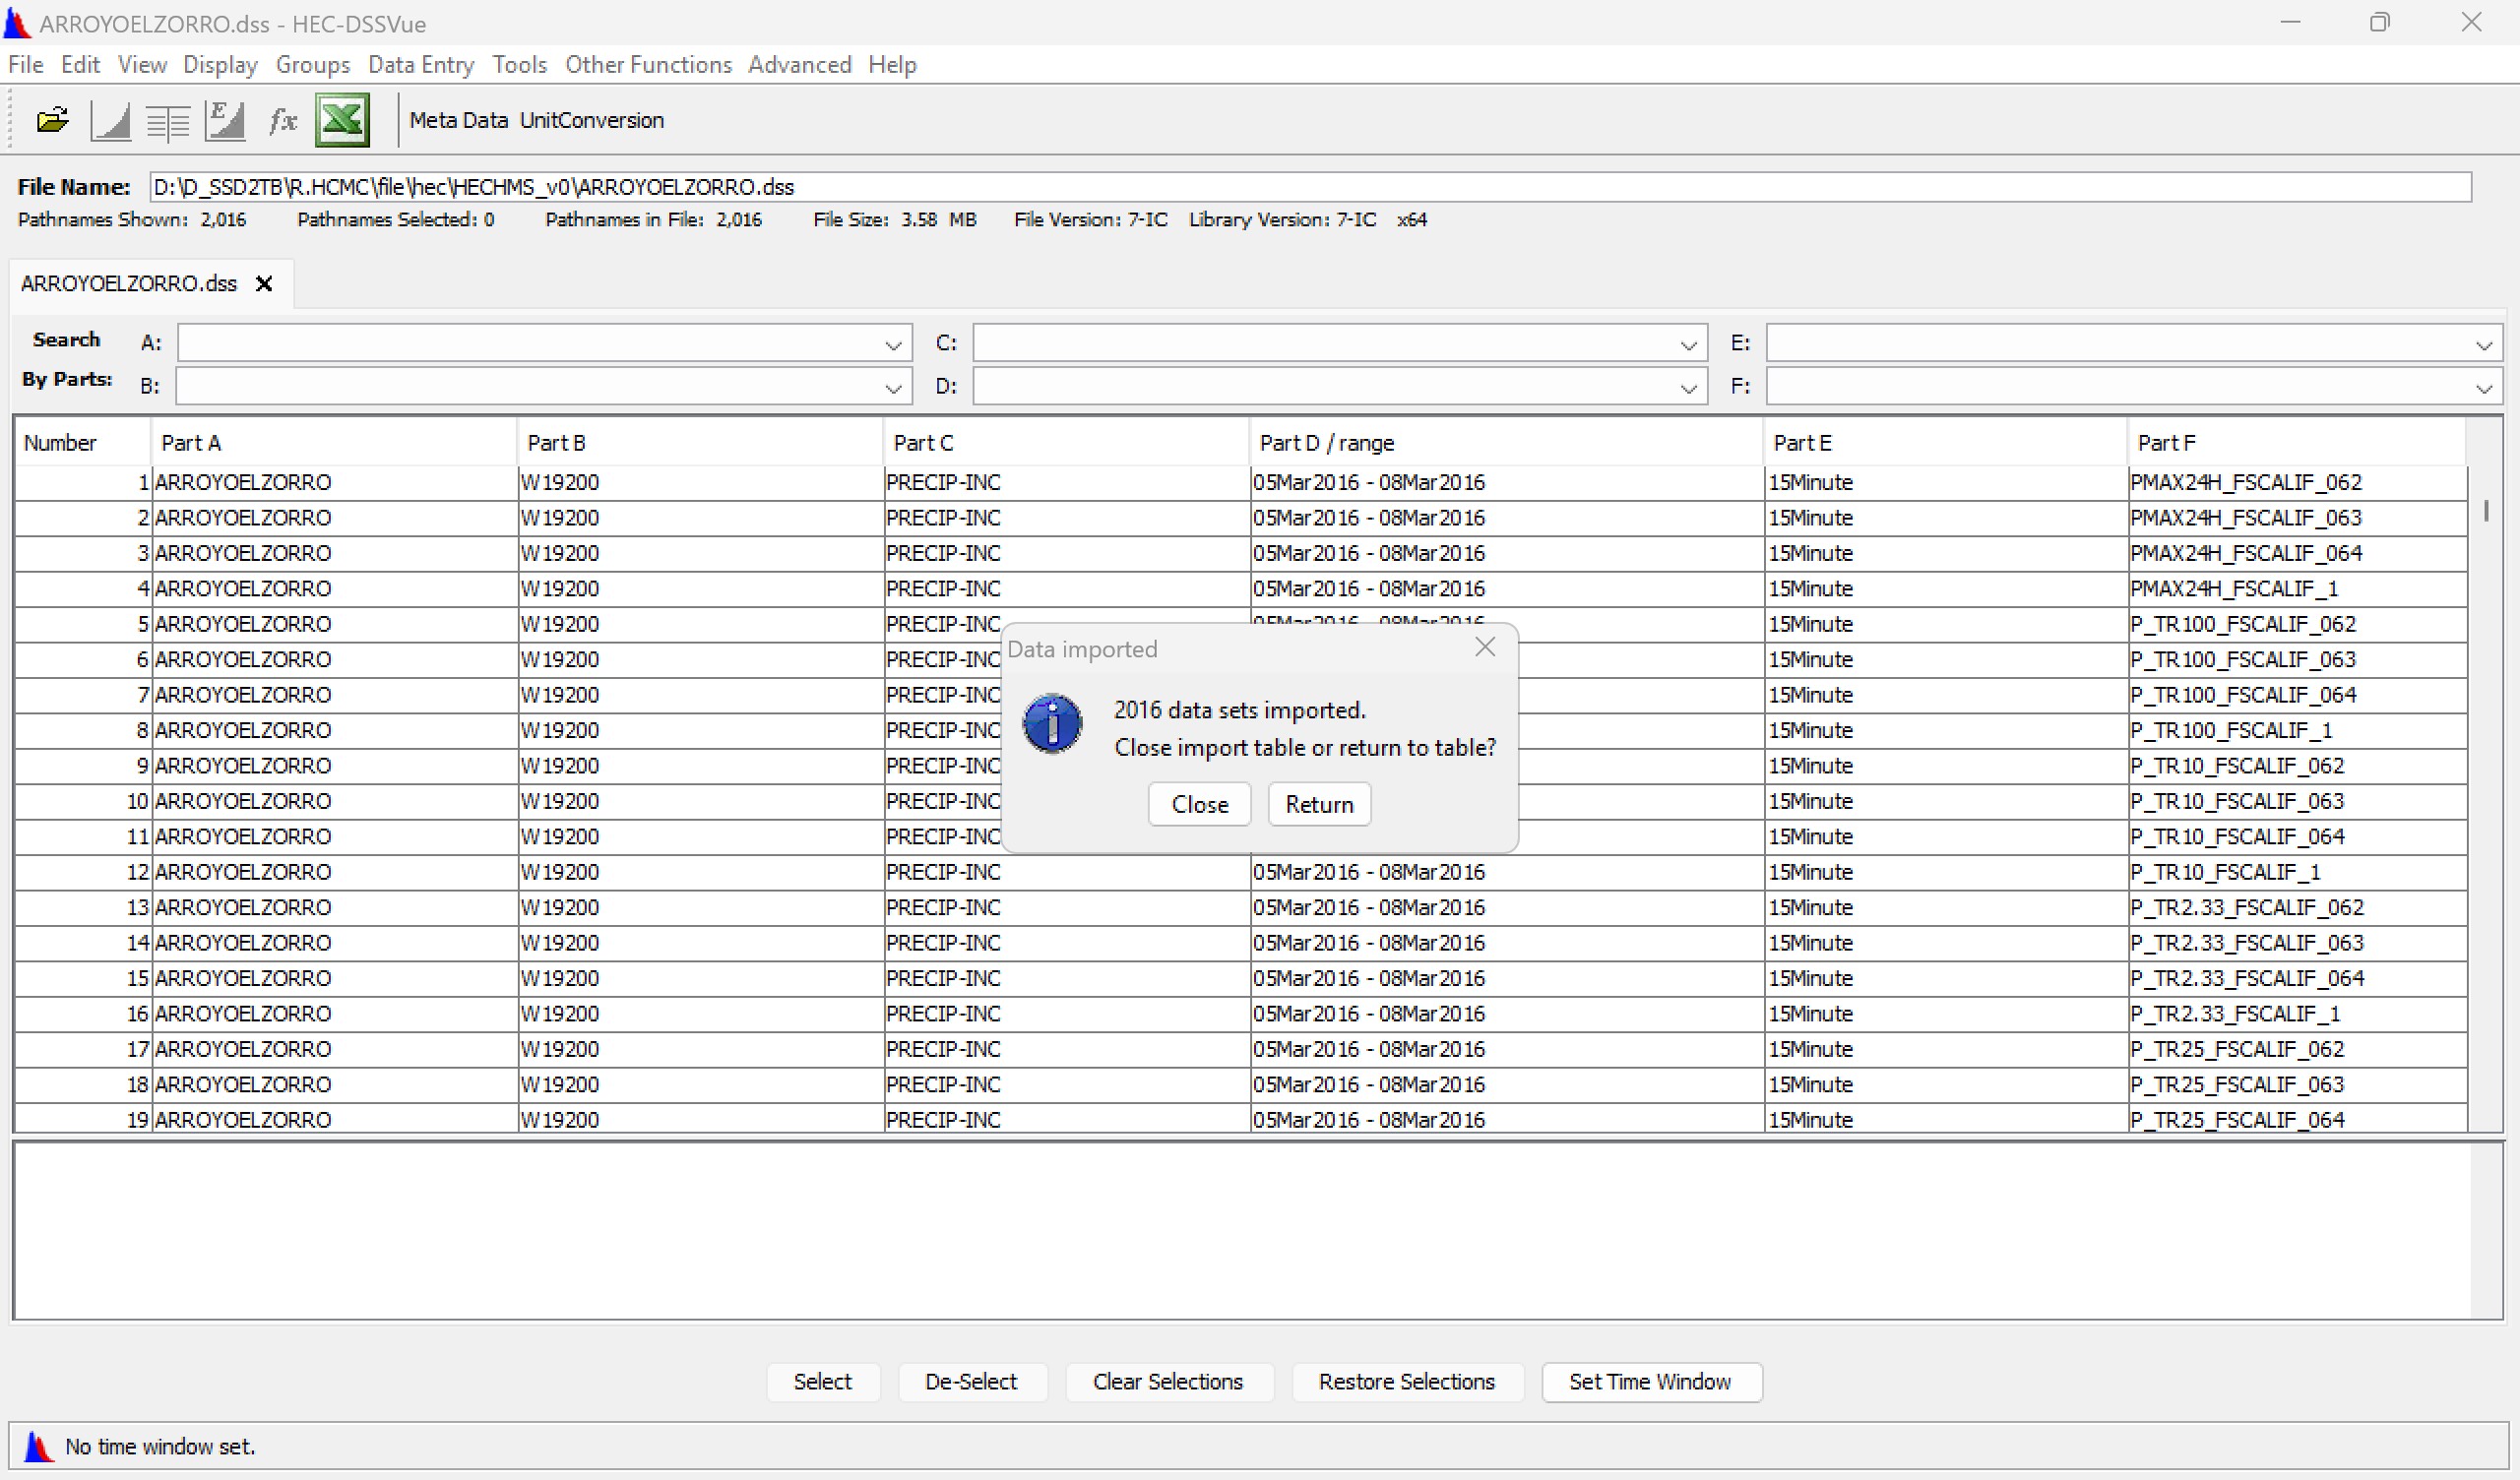 ARROYOELZORRO.dss - HEC-DSSVue
File Edit View Display Groups Data Entry Tools Other Functions Advanced Help
E fx Meta Data UnitConversion
File Name: D:\D_SSD2TB\R.HCMC\file\hec\HECHMS_v0\ARROYOELZORRO.dss
Pathnames Shown: 2,016 Pathnames Selected: 0 Pathnames in File: 2,016 File Size: 3.58 MB File Version: 7-IC Library Version: 7-IC x64
ARROYOELZORRO.dss
Search A: C: E:
By Parts: B: D: F:
Number Part A Part B Part C Part D / range Part E Part F
1 ARROYOELZORRO W19200 PRECIP-INC 05Mar2016 - 08Mar2016 15Minute PMAX24H_FSCALIF_062
2 ARROYOELZORRO W19200 PRECIP-INC 05Mar2016 - 08Mar2016 15Minute PMAX24H_FSCALIF_063
3 ARROYOELZORRO W19200 PRECIP-INC 05Mar2016 - 08Mar2016 15Minute PMAX24H_FSCALIF_064
4 ARROYOELZORRO W19200 PRECIP-INC 05Mar2016 - 08Mar2016 15Minute PMAX24H_FSCALIF_1
5 ARROYOELZORRO W19200 PRECIP-INC 05Mar2016 - 08Mar2016 15Minute P_TR100_FSCALIF_062
6 ARROYOELZORRO W19200 PRECIP-INC 15Minute P_TR100_FSCALIF_063
7 ARROYOELZORRO W19200 PRECIP-INC 15Minute P_TR100_FSCALIF_064
8 ARROYOELZORRO W19200 PRECIP-INC 15Minute P_TR100_FSCALIF_1
9 ARROYOELZORRO W19200 PRECIP-INC 15Minute P_TR10_FSCALIF_062
10 ARROYOELZORRO W19200 PRECIP-INC 15Minute P_TR10_FSCALIF_063
11 ARROYOELZORRO W19200 PRECIP-INC 15Minute P_TR10_FSCALIF_064
12 ARROYOELZORRO W19200 PRECIP-INC 05Mar2016 - 08Mar2016 15Minute P_TR10_FSCALIF_1
13 ARROYOELZORRO W19200 PRECIP-INC 05Mar2016 - 08Mar2016 15Minute P_TR2.33_FSCALIF_062
14 ARROYOELZORRO W19200 PRECIP-INC 05Mar2016 - 08Mar2016 15Minute P_TR2.33_FSCALIF_063
15 ARROYOELZORRO W19200 PRECIP-INC 05Mar2016 - 08Mar2016 15Minute P_TR2.33_FSCALIF_064
16 ARROYOELZORRO W19200 PRECIP-INC 05Mar2016 - 08Mar2016 15Minute P_TR2.33_FSCALIF_1
17 ARROYOELZORRO W19200 PRECIP-INC 05Mar2016 - 08Mar2016 15Minute P_TR25_FSCALIF_062
18 ARROYOELZORRO W19200 PRECIP-INC 05Mar2016 - 08Mar2016 15Minute P_TR25_FSCALIF_063
19 ARROYOELZORRO W19200 PRECIP-INC 05Mar2016 - 08Mar2016 15Minute P_TR25_FSCALIF_064
Data imported
2016 data sets imported.
Close import table or return to table?
Close Return
Select De-Select Clear Selections Restore Selections Set Time Window
No time window set.